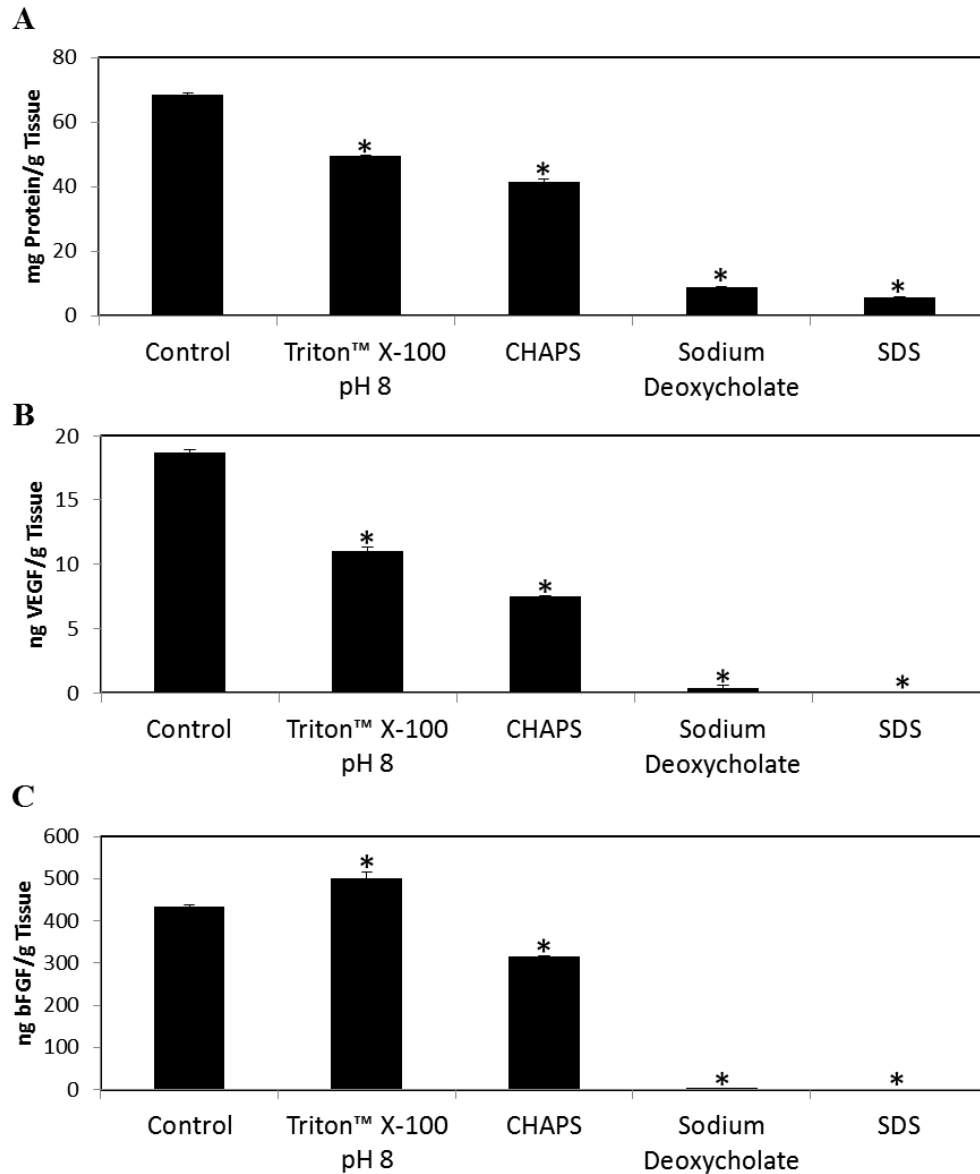 A
mg Protein/g Tissue
80
60
40
20
0
*
*
*
*
Control
Triton™ X-100
pH 8
CHAPS
Sodium
Deoxycholate
SDS
B
ng VEGF/g Tissue
20
15
10
5
0
*
*
*
*
Control
Triton™ X-100
pH 8
CHAPS
Sodium
Deoxycholate
SDS
C
ng bFGF/g Tissue
600
500
400
300
200
100
0
*
*
*
*
Control
Triton™ X-100
pH 8
CHAPS
Sodium
Deoxycholate
SDS